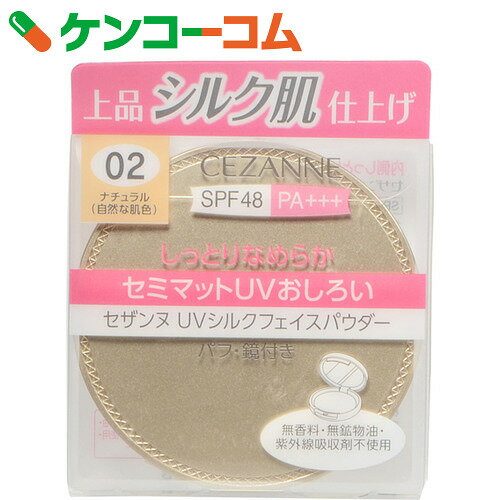 ケンコーコム
上品シルク肌仕上げ
02
ナチュラル
(自然な肌色)
CEZANNE
SPF48 PA+++
しっとりなめらか
セミマットUVおしろい
セザンヌ UVシルクフェイスパウダー
パフ・鏡付き
無香料・無鉱物油・
紫外線吸収剤不使用